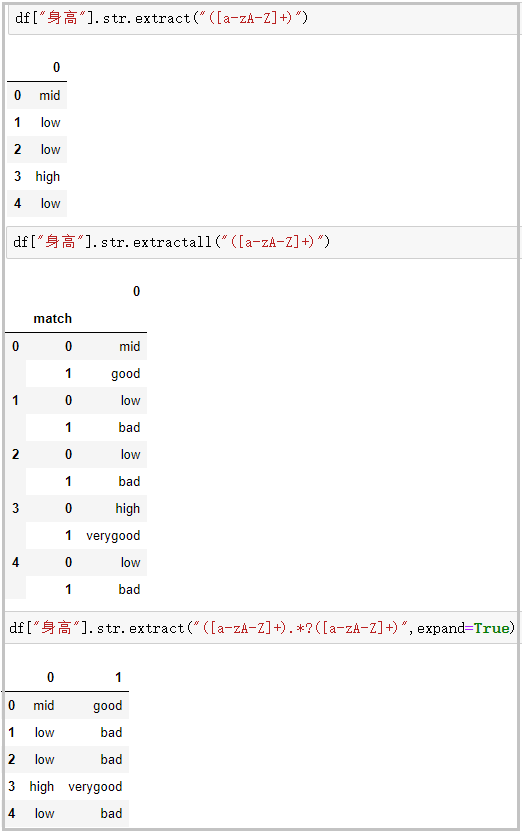 df["身高"].str.extract("([a-zA-Z]+)")
0
0 mid
1 low
2 low
3 high
4 low
df["身高"].str.extractall("([a-zA-Z]+)")
0
match
0 0 mid
1 good
1 0 low
1 bad
2 0 low
1 bad
3 0 high
1 verygood
4 0 low
1 bad
df["身高"].str.extract("([a-zA-Z]+).*?([a-zA-Z]+)",expand=True)
0 1
0 mid good
1 low bad
2 low bad
3 high verygood
4 low bad